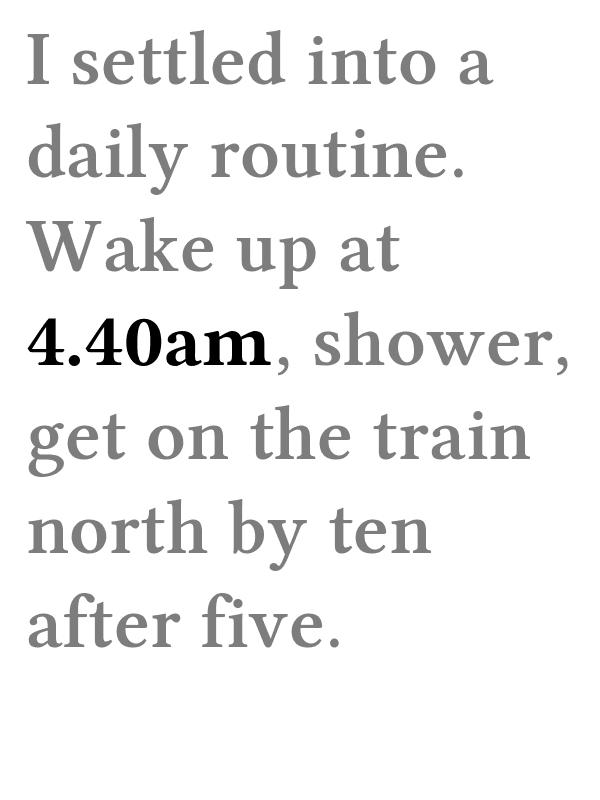 I settled into a
daily routine.
Wake up at
4.40am, shower,
get on the train
north by ten
after five.